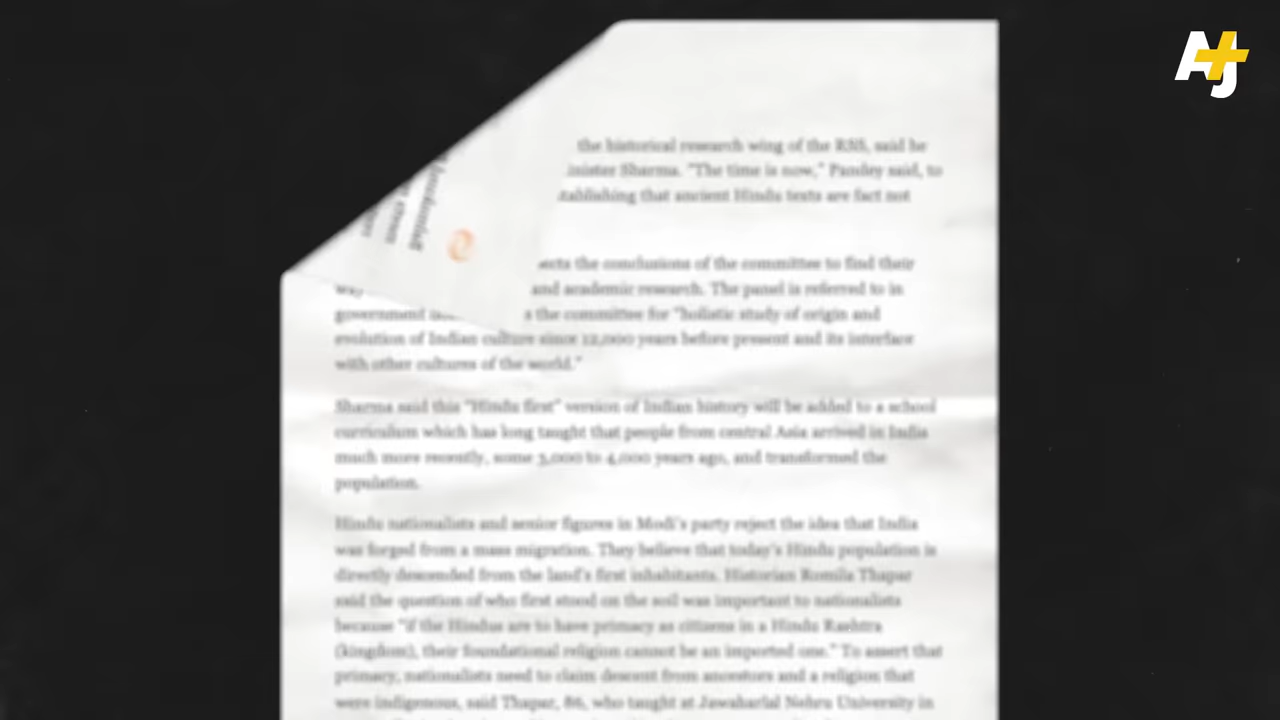 AJ+
the historical research wing of the RSS, said he
inister Sharma. "The time is now," Pandey said, to
tablishing that ancient Hindu texts are fact not
ects the conclusions of the committee to find their
way and academic research. The panel is referred to in
government s the committee for "holistic study of origin and
evolution of Indian culture since 12,000 years before present and its interface
with other cultures of the world."
Sharma said this "Hindu first" version of Indian history will be added to a school
curriculum which has long taught that people from central Asia arrived in India
much more recently, some 3,000 to 4,000 years ago, and transformed the
population.
Hindu nationalists and senior figures in Modi's party reject the idea that India
was forged from a mass migration. They believe that today's Hindu population is
directly descended from the land's first inhabitants. Historian Romila Thapar
said the question of who first stood on the soil was important to nationalists
because "if the Hindus are to have primacy as citizens in a Hindu Rashtra
(kingdom), their foundational religion cannot be an imported one." To assert that
primacy, nationalists need to claim descent from ancestors and a religion that
were indigenous, said Thapar, 86, who taught at Jawaharlal Nehru University in